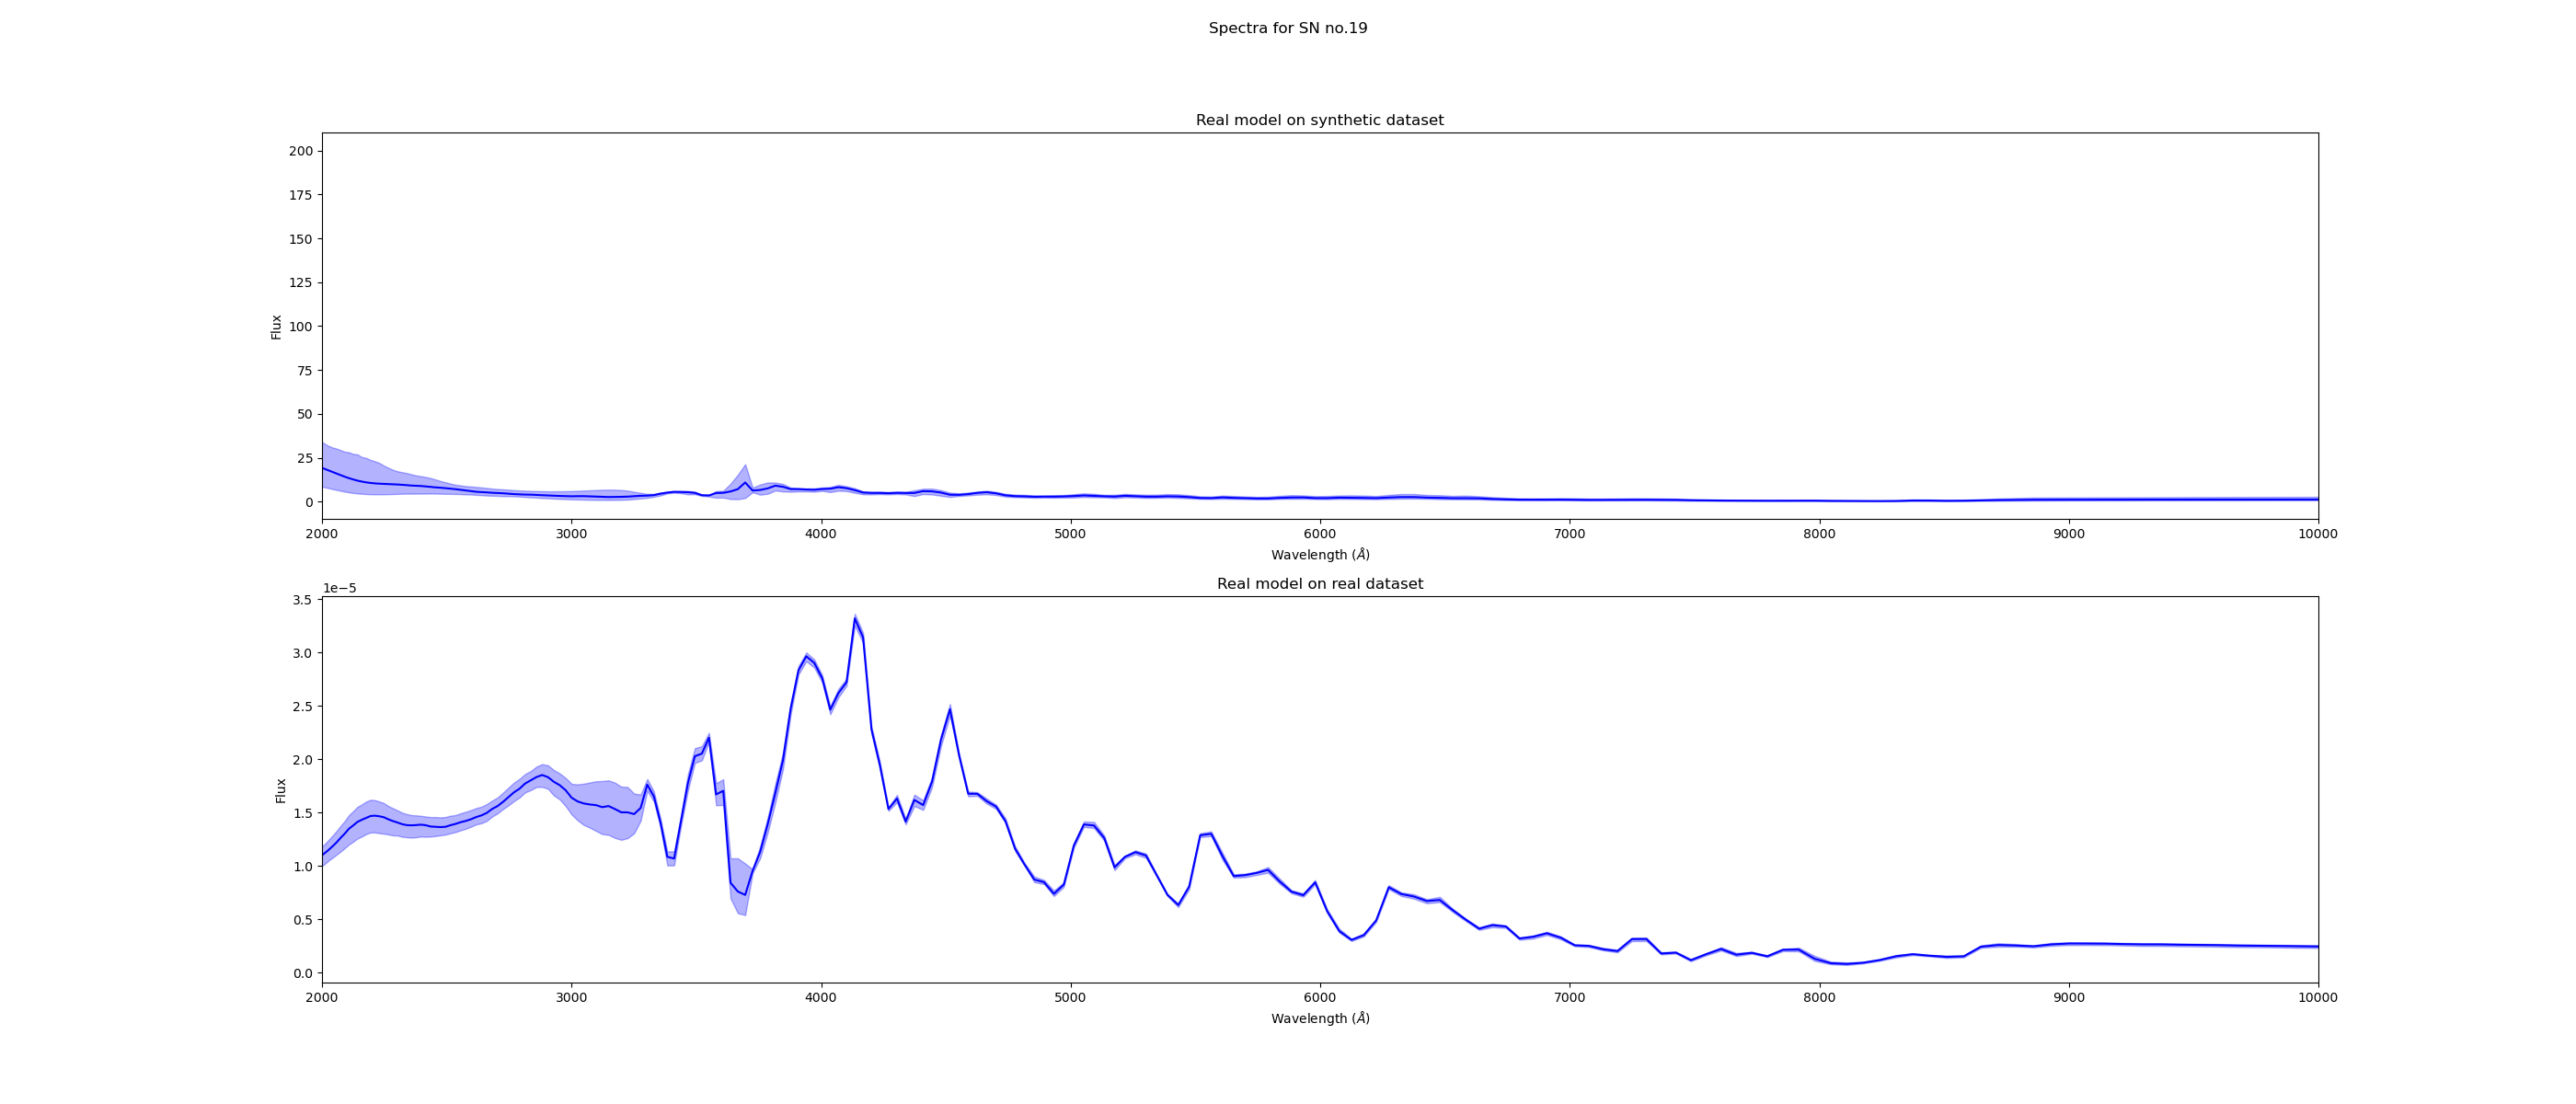 Spectra for SN no.19
Real model on synthetic dataset
200
175
150
125
100
75
50
25
0
Flux
2000 3000 4000 5000 6000 7000 8000 9000 10000
Wavelength (Å)
Real model on real dataset
1e−5
3.5
3.0
2.5
2.0
1.5
1.0
0.5
0.0
Flux
2000 3000 4000 5000 6000 7000 8000 9000 10000
Wavelength (Å)